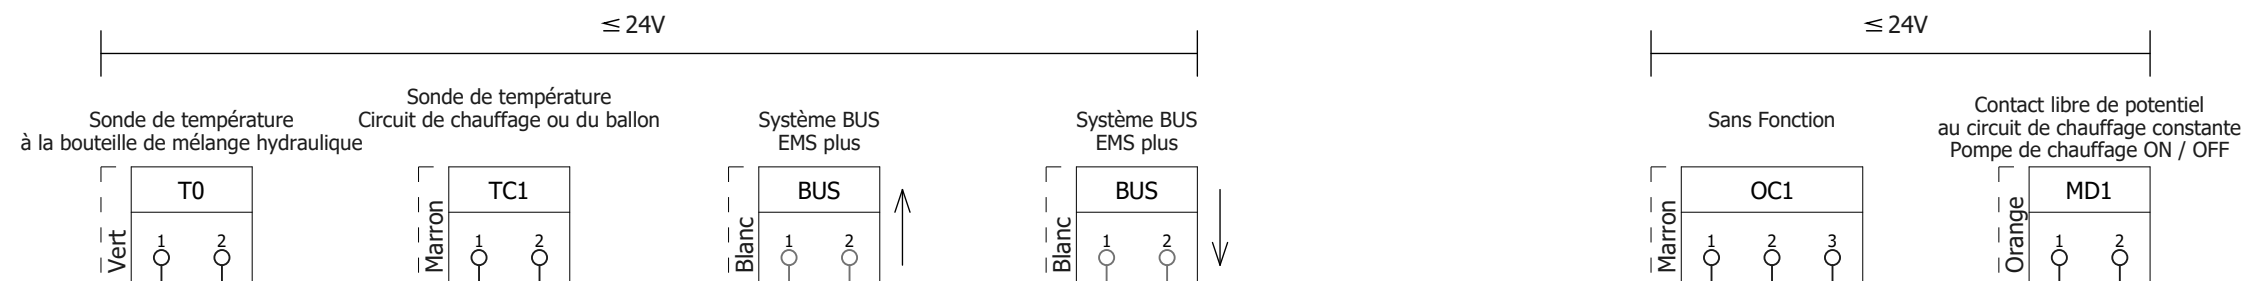 ≤ 24V
≤ 24V
Sonde de température
à la bouteille de mélange hydraulique
Sonde de température
Circuit de chauffage ou du ballon
Système BUS
EMS plus
Système BUS
EMS plus
Sans Fonction
Contact libre de potentiel
au circuit de chauffage constante
Pompe de chauffage ON / OFF
Vert
T0
1 2
Marron
TC1
1 2
Blanc
BUS
1 2
Blanc
BUS
1 2
Marron
OC1
1 2 3
Orange
MD1
1 2